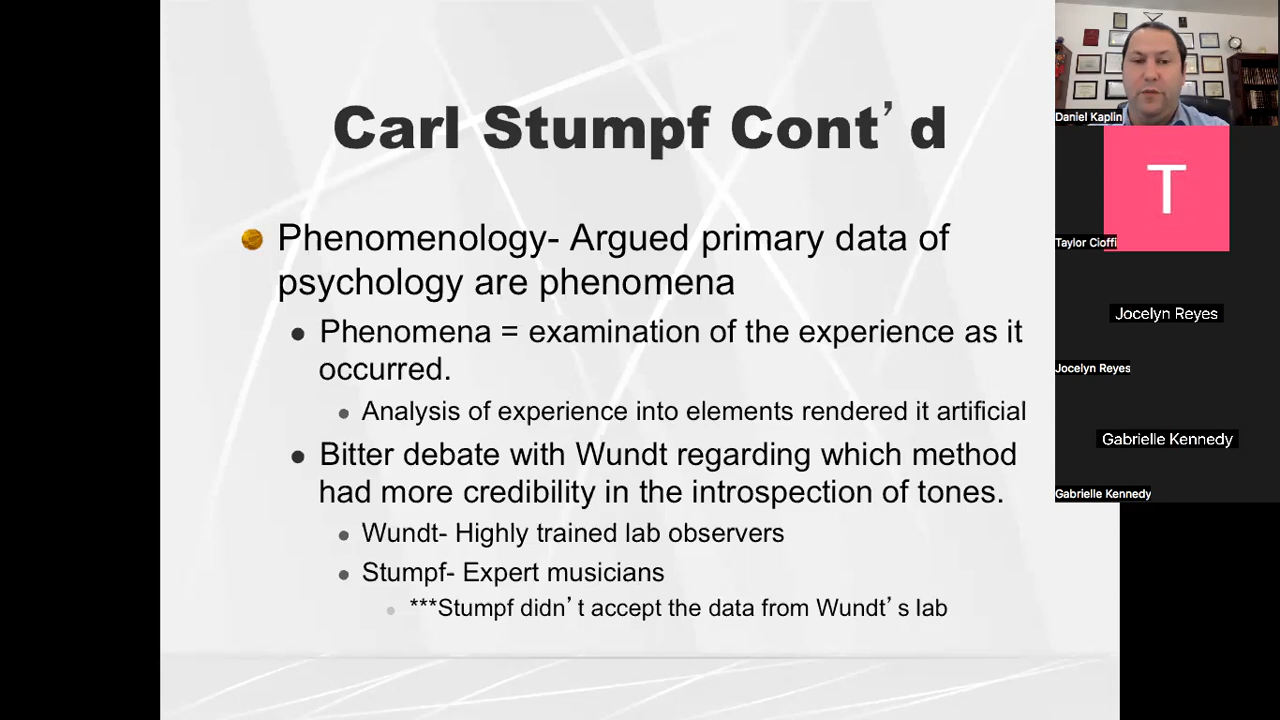 Carl Stumpf Cont’d
Phenomenology- Argued primary data of
psychology are phenomena
Phenomena = examination of the experience as it
occurred.
Analysis of experience into elements rendered it artificial
Bitter debate with Wundt regarding which method
had more credibility in the introspection of tones.
Wundt- Highly trained lab observers
Stumpf- Expert musicians
***Stumpf didn’t accept the data from Wundt’s lab
Daniel Kaplin
T
Taylor Cioffi
Jocelyn Reyes
Jocelyn Reyes
Gabrielle Kennedy
Gabrielle Kennedy